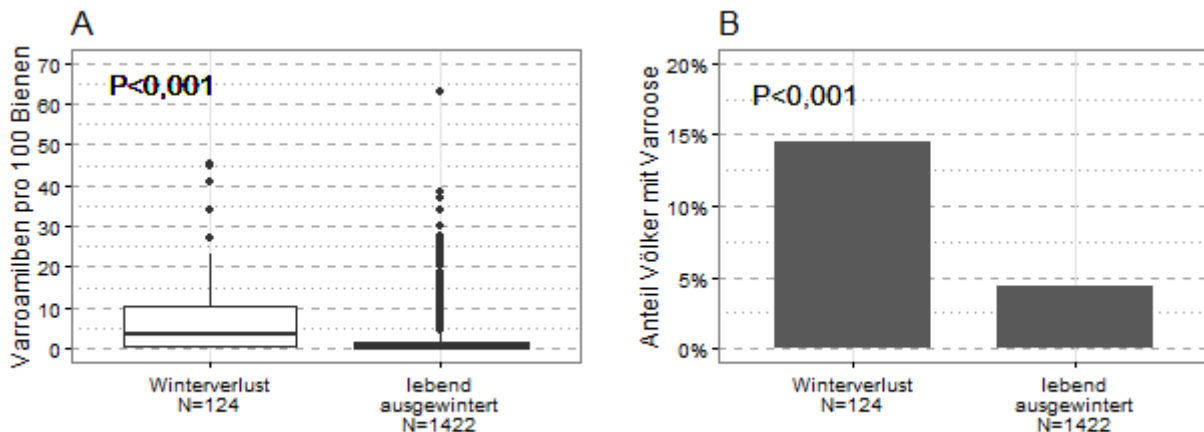 A
Varroamilben pro 100 Bienen
70
60
50
40
30
20
10
0
P<0,001
Winterverlust
N=124
lebend
ausgewintert
N=1422
B
Anteil Völker mit Varroose
20%
15%
10%
5%
0%
P<0,001
Winterverlust
N=124
lebend
ausgewintert
N=1422